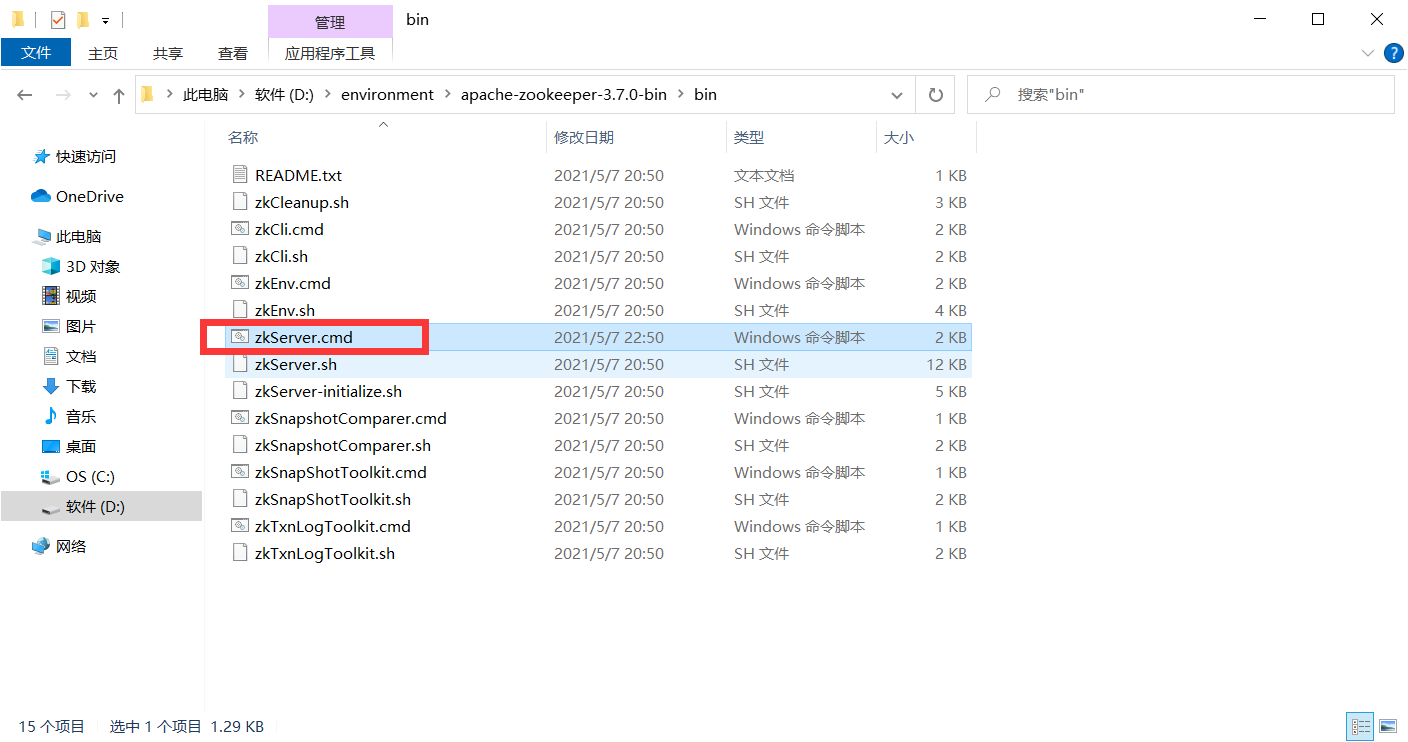 管理
bin
文件 主页 共享 查看 应用程序工具
此电脑 软件 (D:) environment apache-zookeeper-3.7.0-bin bin
搜索"bin"
快速访问
OneDrive
此电脑
3D 对象
视频
图片
文档
下载
音乐
桌面
OS (C:)
软件 (D:)
网络
名称 修改日期 类型 大小
README.txt 2021/5/7 20:50 文本文档 1 KB
zkCleanup.sh 2021/5/7 20:50 SH 文件 3 KB
zkCli.cmd 2021/5/7 20:50 Windows 命令脚本 2 KB
zkCli.sh 2021/5/7 20:50 SH 文件 2 KB
zkEnv.cmd 2021/5/7 20:50 Windows 命令脚本 2 KB
zkEnv.sh 2021/5/7 20:50 SH 文件 4 KB
zkServer.cmd 2021/5/7 22:50 Windows 命令脚本 2 KB
zkServer.sh 2021/5/7 20:50 SH 文件 12 KB
zkServer-initialize.sh 2021/5/7 20:50 SH 文件 5 KB
zkSnapshotComparer.cmd 2021/5/7 20:50 Windows 命令脚本 1 KB
zkSnapshotComparer.sh 2021/5/7 20:50 SH 文件 2 KB
zkSnapShotToolkit.cmd 2021/5/7 20:50 Windows 命令脚本 1 KB
zkSnapShotToolkit.sh 2021/5/7 20:50 SH 文件 2 KB
zkTxnLogToolkit.cmd 2021/5/7 20:50 Windows 命令脚本 1 KB
zkTxnLogToolkit.sh 2021/5/7 20:50 SH 文件 2 KB
15 个项目 选中 1 个项目 1.29 KB